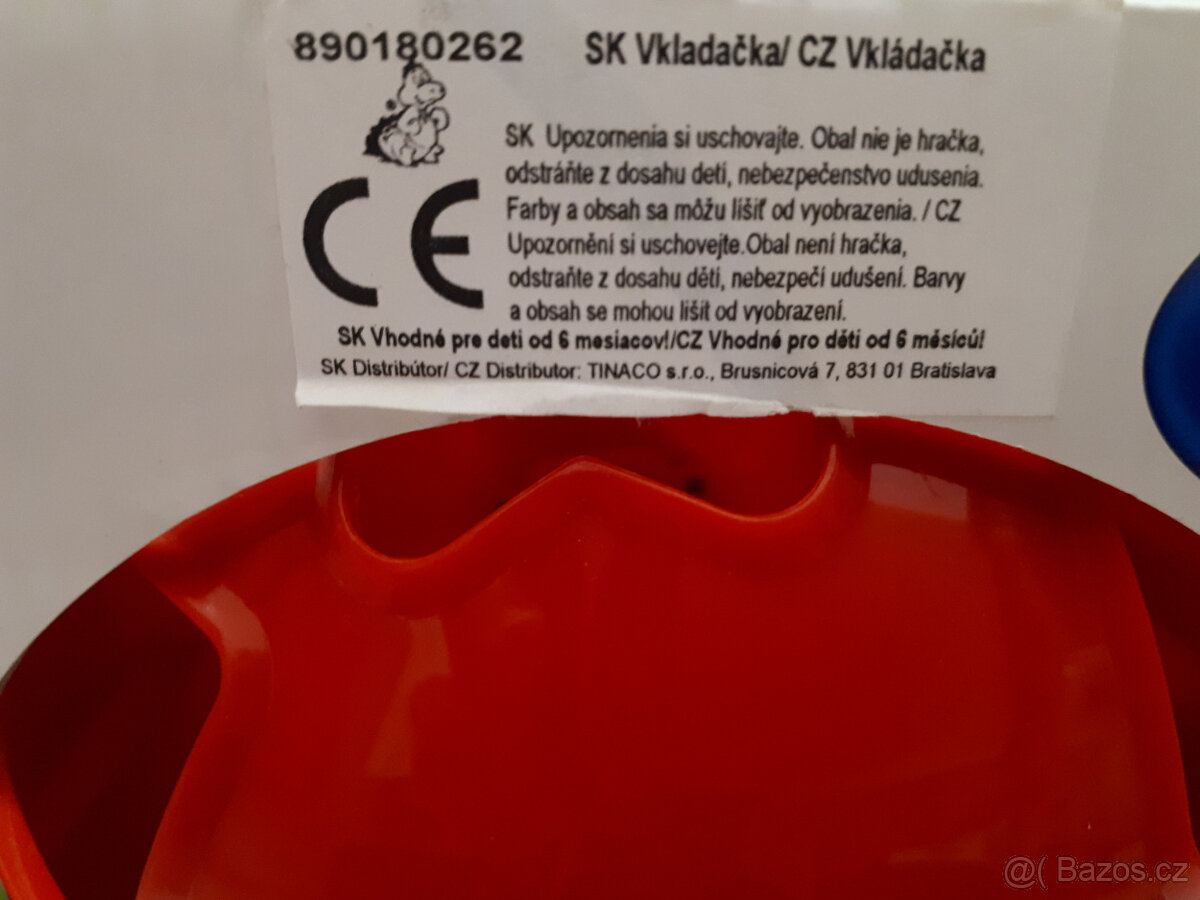 890180262 SK Vkladačka/ CZ Vkládačka
SK Upozornenia si uschovajte. Obal nie je hračka,
odstráňte z dosahu detí, nebezpečenstvo udusenia.
Farby a obsah sa môžu líšiť od vyobrazenia. / CZ
Upozornění si uschovejte.Obal není hračka,
odstraňte z dosahu dětí, nebezpečí udušení. Barvy
a obsah se mohou lišit od vyobrazení.
CE
SK Vhodné pre deti od 6 mesiacov!/CZ Vhodné pro děti od 6 měsíců!
SK Distribútor/ CZ Distributor: TINACO s.r.o., Brusnicová 7, 831 01 Bratislava
@( Bazos.cz